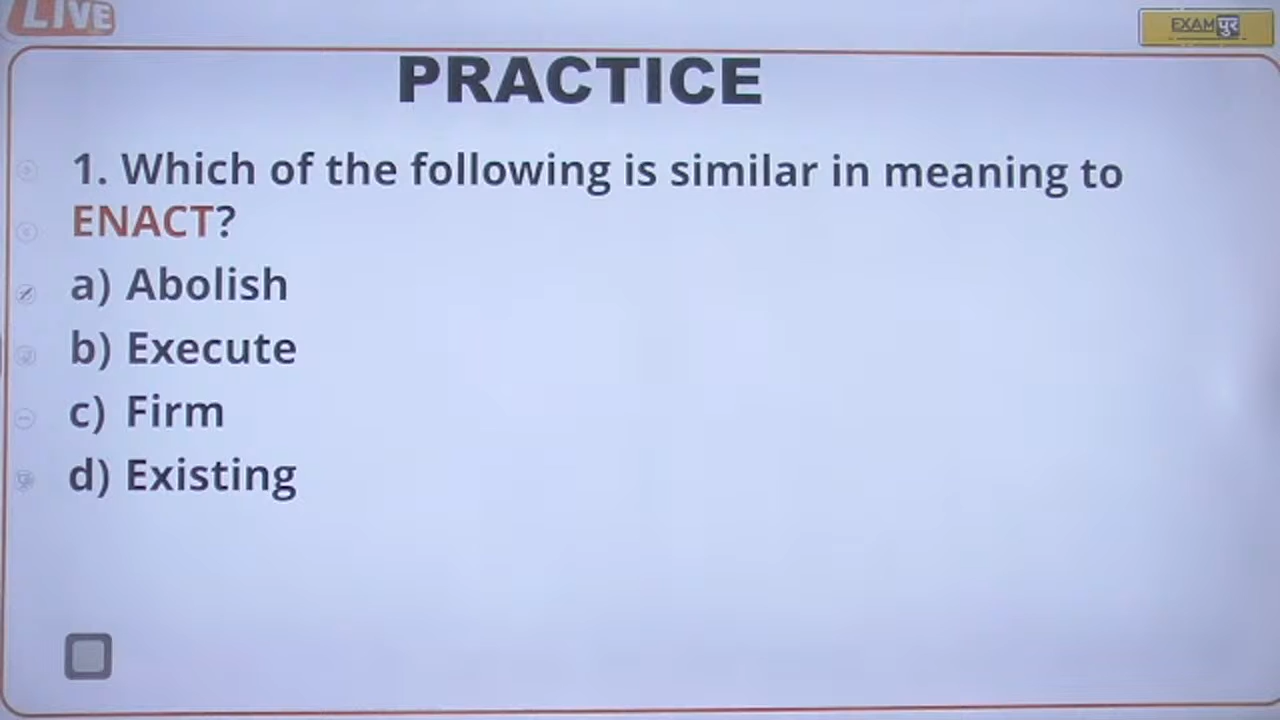 LIVE
EXAMपुर
PRACTICE
1. Which of the following is similar in meaning to
ENACT?
a) Abolish
b) Execute
c) Firm
d) Existing